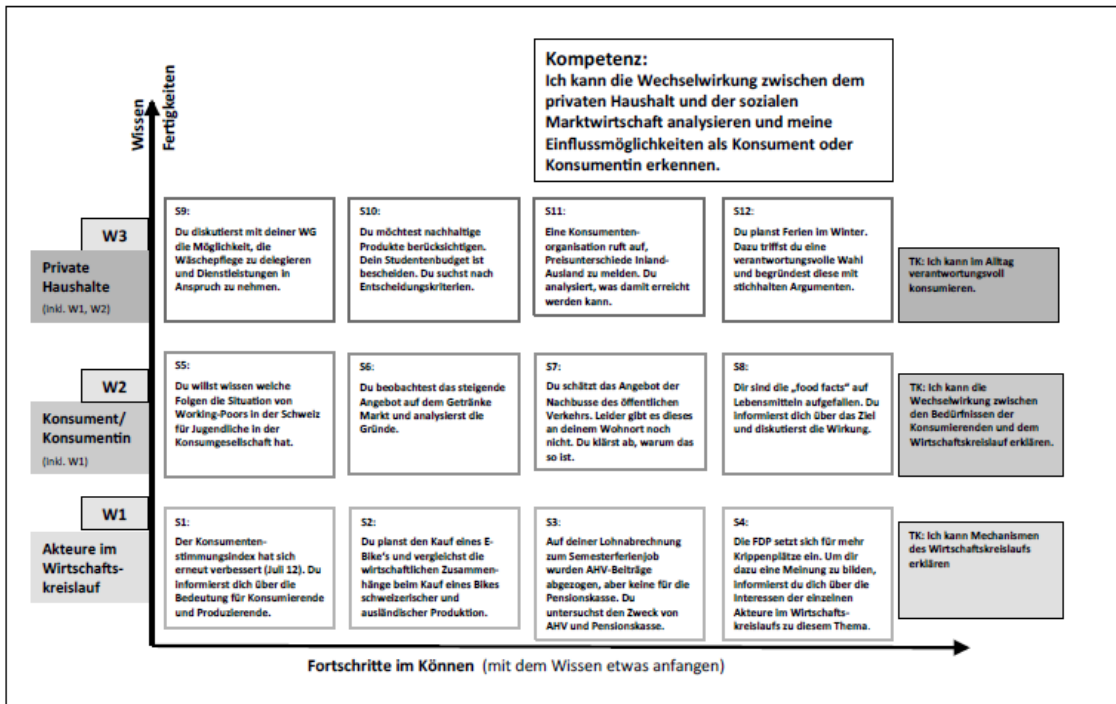 Kompetenz:
Ich kann die Wechselwirkung zwischen dem
privaten Haushalt und der sozialen
Marktwirtschaft analysieren und meine
Einflussmöglichkeiten als Konsument oder
Konsumentin erkennen.
Wissen
Fertigkeiten
W3
Private
Haushalte
(inkl. W1, W2)
S9:
Du diskutierst mit deiner WG
die Möglichkeit, die
Wäschepflege zu delegieren
und Dienstleistungen in
Anspruch zu nehmen.
S10:
Du möchtest nachhaltige
Produkte berücksichtigen.
Dein Studentenbudget ist
bescheiden. Du suchst nach
Entscheidungskriterien.
S11:
Eine Konsumenten-
organisation ruft auf,
Preisunterschiede Inland-
Ausland zu melden. Du
analysierst, was damit erreicht
werden kann.
S12:
Du planst Ferien im Winter.
Dazu triffst du eine
verantwortungsvolle Wahl
und begründest diese mit
stichhalten Argumenten.
TK: Ich kann im Alltag
verantwortungsvoll
konsumieren.
W2
Konsument/
Konsumentin
(inkl. W1)
S5:
Du willst wissen welche
Folgen die Situation von
Working-Poors in der Schweiz
für Jugendliche in der
Konsumgesellschaft hat.
S6:
Du beobachtest das steigende
Angebot auf dem Getränke
Markt und analysierst die
Gründe.
S7:
Du schätzt das Angebot der
Nachbusse des öffentlichen
Verkehrs. Leider gibt es dieses
an deinem Wohnort noch
nicht. Du klärst ab, warum das
so ist.
S8:
Dir sind die „food facts“ auf
Lebensmitteln aufgefallen. Du
informierst dich über das Ziel
und diskutierst die Wirkung.
TK: Ich kann die
Wechselwirkung zwischen
den Bedürfnissen der
Konsumierenden und dem
Wirtschaftskreislauf erklären.
W1
Akteure im
Wirtschafts-
kreislauf
S1:
Der Konsumenten-
stimmungsindex hat sich
erneut verbessert (Juli 12). Du
informierst dich über die
Bedeutung für Konsumierende
und Produzierende.
S2:
Du planst den Kauf eines E-
Bike's und vergleichst die
wirtschaftlichen Zusammen-
hänge beim Kauf eines Bikes
schweizerischer und
ausländischer Produktion.
S3:
Auf deiner Lohnabrechnung
zum Semesterferienjob
wurden AHV-Beiträge
abgezogen, aber keine für die
Pensionskasse. Du
untersuchst den Zweck von
AHV und Pensionskasse.
S4:
Die FDP setzt sich für mehr
Krippenplätze ein. Um dir
dazu eine Meinung zu bilden,
informierst du dich über die
Interessen der einzelnen
Akteure im Wirtschafts-
kreislaufs zu diesem Thema.
TK: Ich kann Mechanismen
des Wirtschaftskreislaufs
erklären
Fortschritte im Können (mit dem Wissen etwas anfangen)